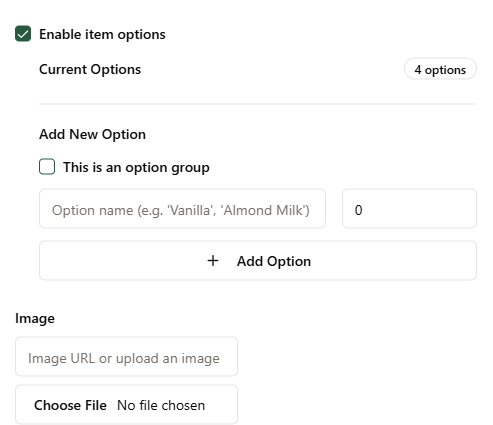 Enable item options
Current Options 4 options
Add New Option
This is an option group
Option name (e.g. 'Vanilla', 'Almond Milk') 0
+ Add Option
Image
Image URL or upload an image
Choose File No file chosen